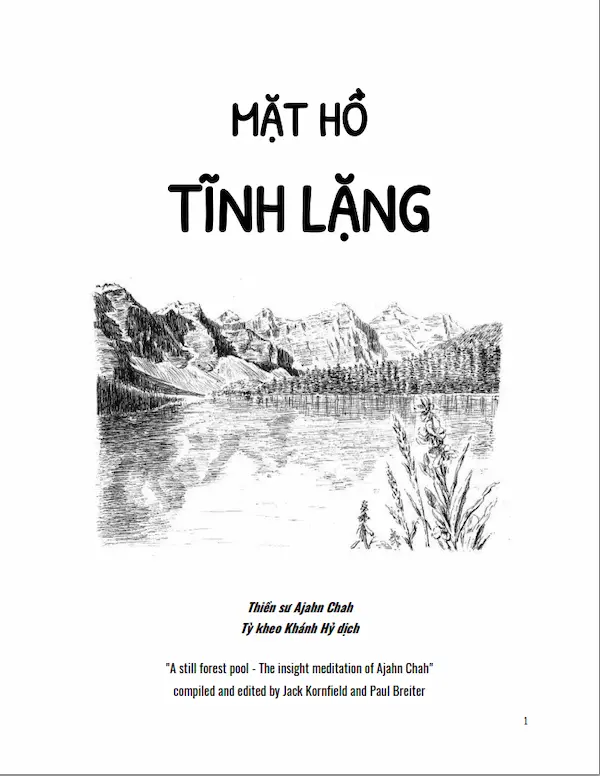 MẶT HỒ
TĨNH LẶNG
Thiền sư Ajahn Chah
Tỳ kheo Khánh Hỷ dịch
"A still forest pool - The insight meditation of Ajahn Chah"
compiled and edited by Jack Kornfield and Paul Breiter
1